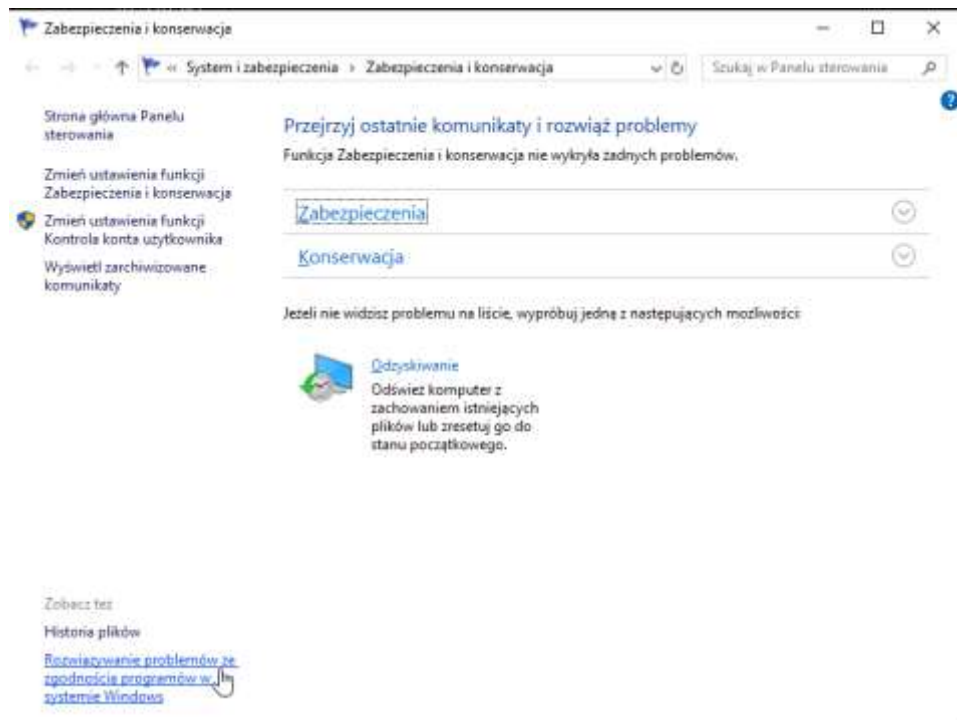 Zabezpieczenia i konserwacja
« System i zabezpieczenia › Zabezpieczenia i konserwacja
Szukaj w Panelu sterowania
Strona główna Panelu
sterowania
Zmień ustawienia funkcji
Zabezpieczenia i konserwacja
Zmień ustawienia funkcji
Kontrola konta użytkownika
Wyświetl zarchiwizowane
komunikaty
Przejrzyj ostatnie komunikaty i rozwiąż problemy
Funkcja Zabezpieczenia i konserwacja nie wykryła żadnych problemów.
Zabezpieczenia
Konserwacja
Jeżeli nie widzisz problemu na liście, wypróbuj jedną z następujących możliwości:
Odzyskiwanie
Odśwież komputer z
zachowaniem istniejących
plików lub zresetuj go do
stanu początkowego.
Zobacz też
Historia plików
Rozwiązywanie problemów ze
zgodnością programów w
systemie Windows